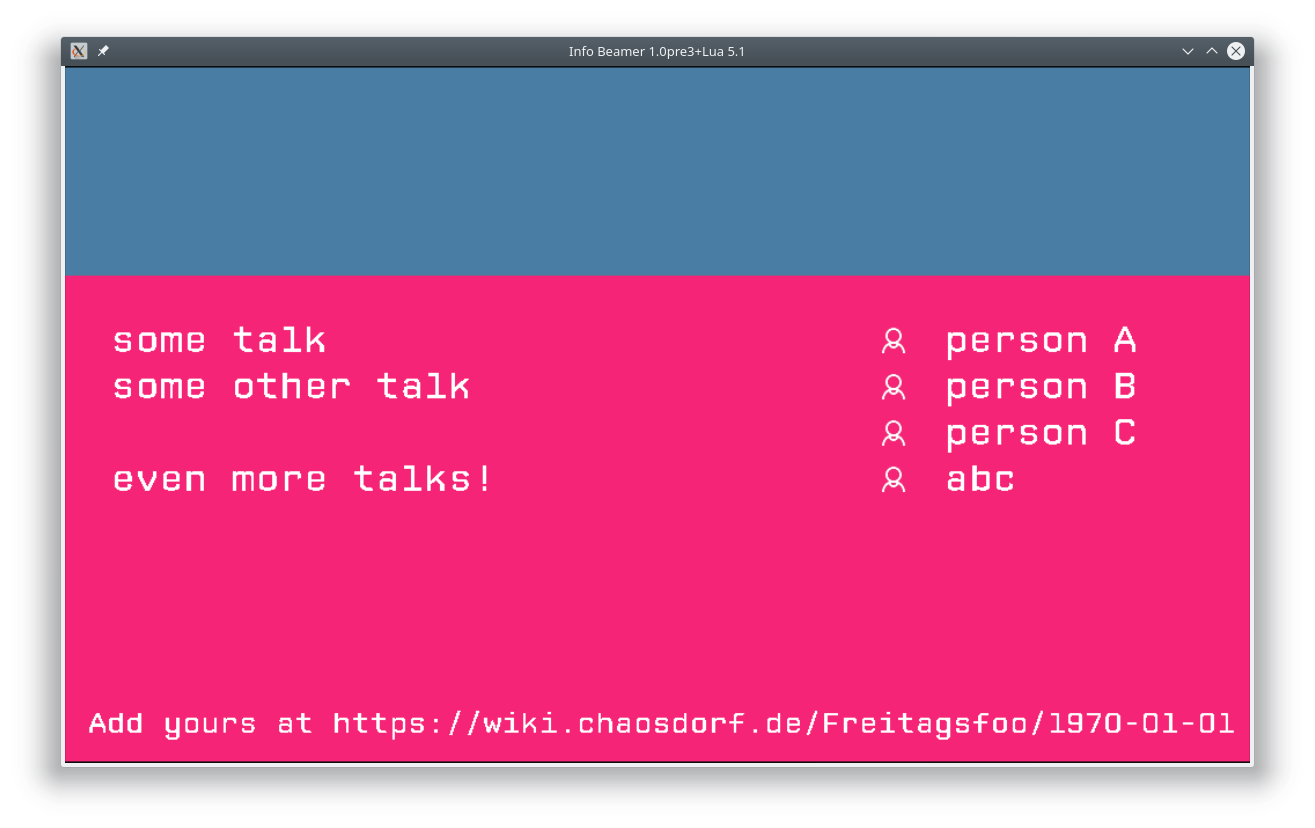 Info Beamer 1.0pre3+Lua 5.1
some talk person A
some other talk person B
person C
even more talks! abc
Add yours at https://wiki.chaosdorf.de/Freitagsfoo/1970-01-01